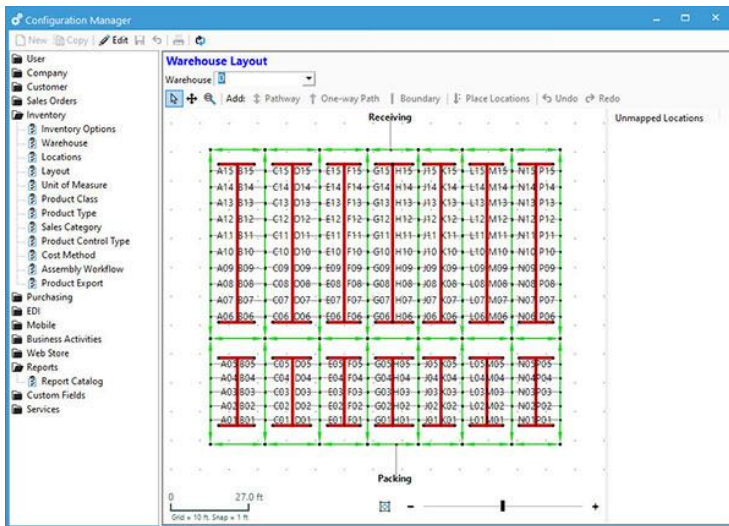 Configuration Manager
New Copy Edit
User
Company
Customer
Sales Orders
Inventory
Inventory Options
Warehouse
Locations
Layout
Unit of Measure
Product Class
Product Type
Sales Category
Product Control Type
Cost Method
Assembly Workflow
Product Export
Purchasing
EDI
Mobile
Business Activities
Web Store
Reports
Report Catalog
Custom Fields
Services
Warehouse Layout
Warehouse 0
Add: Pathway One-way Path Boundary Place Locations Undo Redo
Receiving
Unmapped Locations
A15 B15 C15 D15 E15 F15 G15 H15 J15 K15 L15 M15 N15 P15
A14 B14 C14 D14 E14 F14 G14 H14 J14 K14 L14 M14 N14 P14
A13 B13 C13 D13 E13 F13 G13 H13 J13 K13 L13 M13 N13 P13
A12 B12 C12 D12 E12 F12 G12 H12 J12 K12 L12 M12 N12 P12
A11 B11 C11 D11 E11 F11 G11 H11 J11 K11 L11 M11 N11 P11
A10 B10 C10 D10 E10 F10 G10 H10 J10 K10 L10 M10 N10 P10
A09 B09 C09 D09 E09 F09 G09 H09 J09 K09 L09 M09 N09 P09
A08 B08 C08 D08 E08 F08 G08 H08 J08 K08 L08 M08 N08 P08
A07 B07 C07 D07 E07 F07 G07 H07 J07 K07 L07 M07 N07 P07
A06 B06 C06 D06 E06 F06 G06 H06 J06 K06 L06 M06 N06 P06
A05 B05 C05 D05 E05 F05 G05 H05 J05 K05 L05 M05 N05 P05
A04 B04 C04 D04 E04 F04 G04 H04 J04 K04 L04 M04 N04 P04
A03 B03 C03 D03 E03 F03 G03 H03 J03 K03 L03 M03 N03 P03
A02 B02 C02 D02 E02 F02 G02 H02 J02 K02 L02 M02 N02 P02
A01 B01 C01 D01 E01 F01 G01 H01 J01 K01 L01 M01 N01 P01
Packing
0 27.0 ft
Grid = 10 ft, Snap = 1 ft